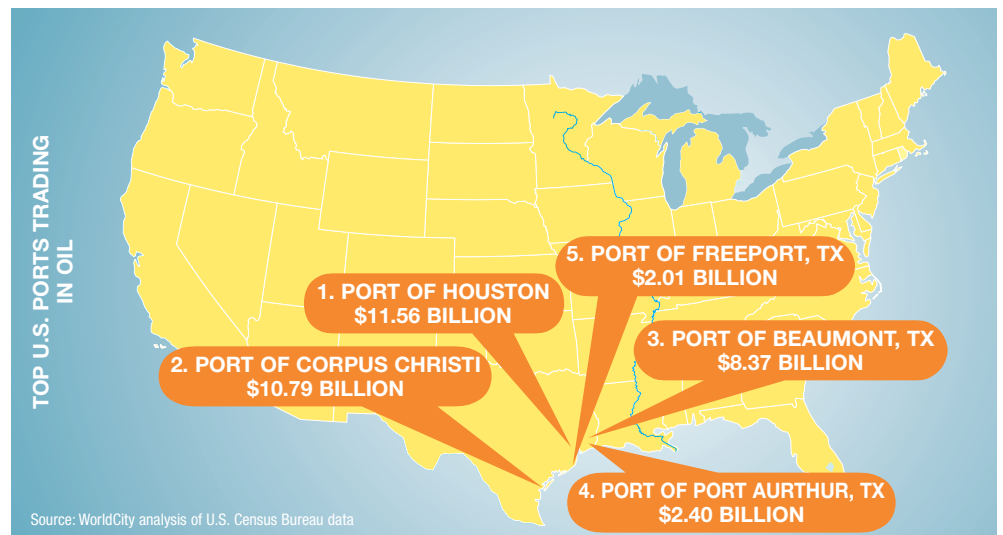 TOP U.S. PORTS TRADING
IN OIL
1. PORT OF HOUSTON
$11.56 BILLION
2. PORT OF CORPUS CHRISTI
$10.79 BILLION
5. PORT OF FREEPORT, TX
$2.01 BILLION
3. PORT OF BEAUMONT, TX
$8.37 BILLION
4. PORT OF PORT AURTHUR, TX
$2.40 BILLION
Source: WorldCity analysis of U.S. Census Bureau data